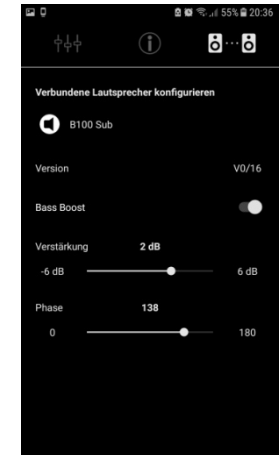 55% 20:36
Verbundene Lautsprecher konfigurieren
B100 Sub
Version V0/16
Bass Boost
Verstärkung 2 dB
-6 dB 6 dB
Phase 138
0 180